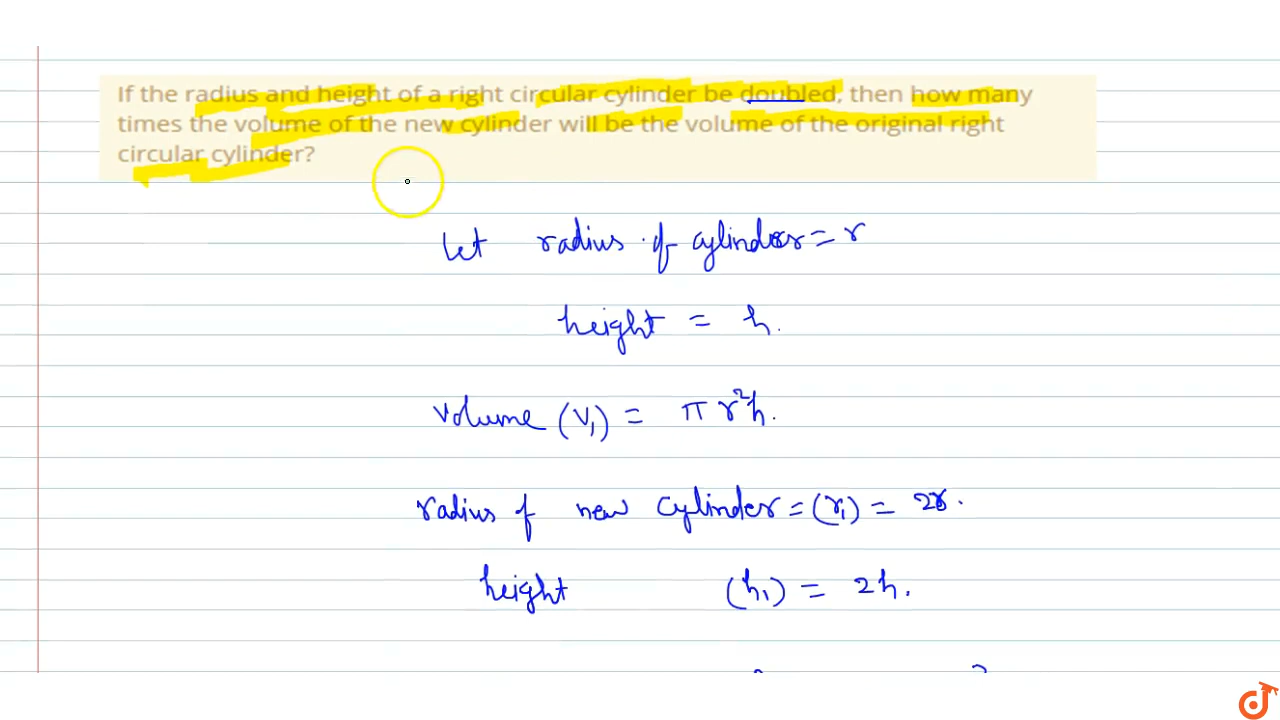 If the radius and height of a right circular cylinder be doubled, then how many
times the volume of the new cylinder will be the volume of the original right
circular cylinder?
Let radius of cylinder = r
height = h.
Volume (V₁) = π r²h.
radius of new cylinder = (r₁) = 2r.
height (h₁) = 2h.